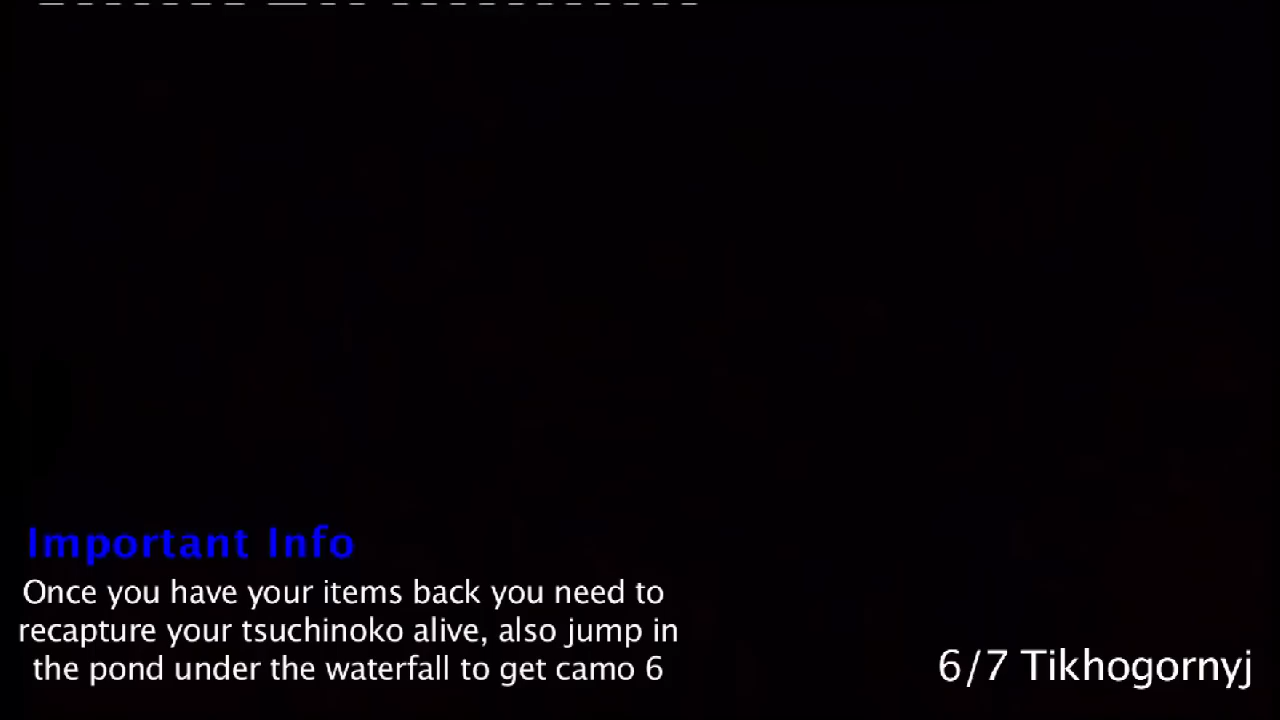 Important Info
Once you have your items back you need to
recapture your tsuchinoko alive, also jump in
the pond under the waterfall to get camo 6
6/7 Tikhogornyj